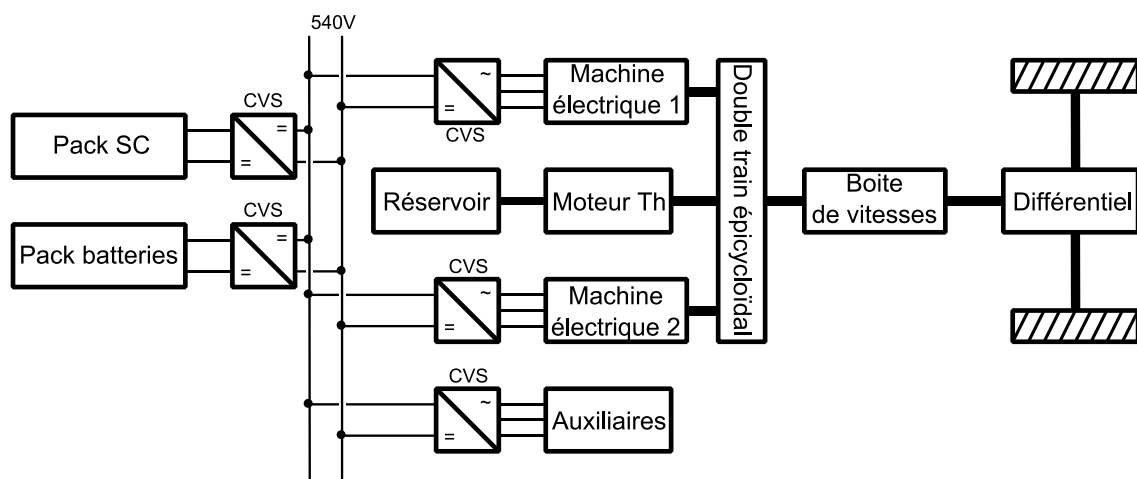 540V
CVS
Pack SC
=
=
CVS
Pack batteries
=
=
~
=
CVS
Machine
électrique 1
Réservoir
Moteur Th
CVS
~
=
Machine
électrique 2
CVS
~
=
Auxiliaires
Double train épicycloïdal
Boite
de vitesses
Différentiel